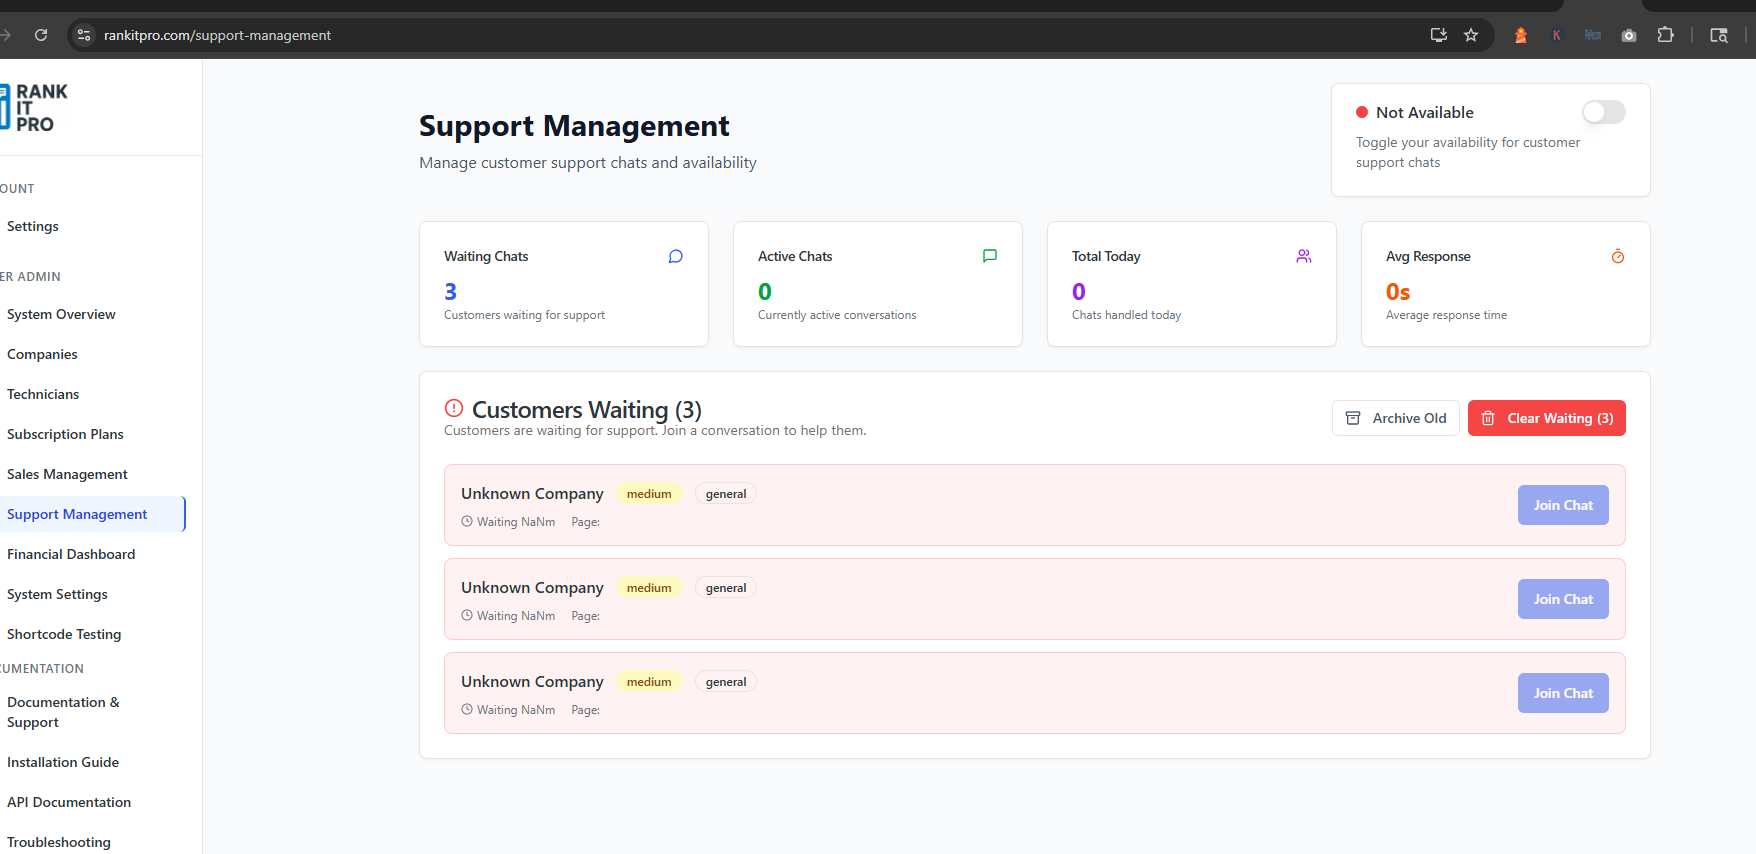 rankitpro.com/support-management
RANK
IT
PRO
OUNT
Settings
ER ADMIN
System Overview
Companies
Technicians
Subscription Plans
Sales Management
Support Management
Financial Dashboard
System Settings
Shortcode Testing
CUMENTATION
Documentation &
Support
Installation Guide
API Documentation
Troubleshooting
Support Management
Manage customer support chats and availability
Not Available
Toggle your availability for customer
support chats
Waiting Chats
3
Customers waiting for support
Active Chats
0
Currently active conversations
Total Today
0
Chats handled today
Avg Response
0s
Average response time
Customers Waiting (3)
Customers are waiting for support. Join a conversation to help them.
Archive Old
Clear Waiting (3)
Unknown Company medium general
Waiting NaNm Page:
Join Chat
Unknown Company medium general
Waiting NaNm Page:
Join Chat
Unknown Company medium general
Waiting NaNm Page:
Join Chat